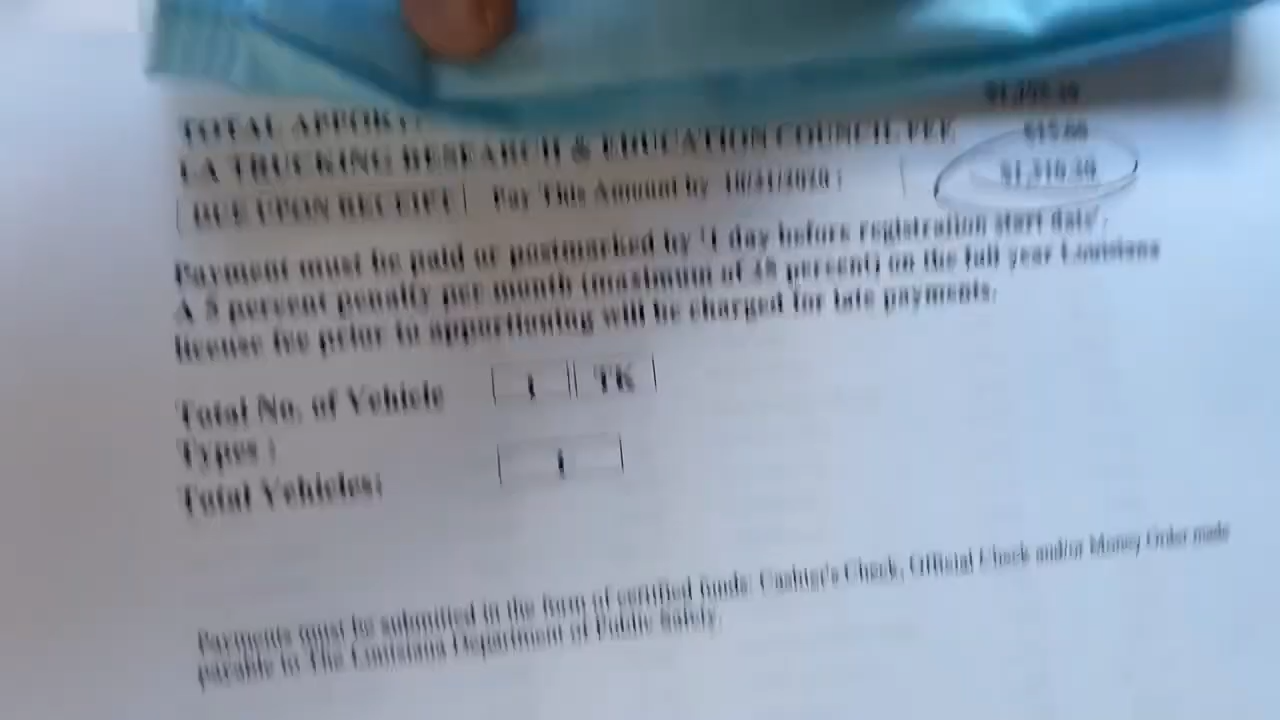 TOTAL APPOR
LA TRUCKING RESEARCH & EDUCATION COUNCIL FEE $15.00
DUE UPON RECEIPT Pay This Amount by
Payment must be paid or postmarked by '1 day before registration start date'.
A 5 percent penalty per month (maximum of percent) on the full year Louisiana
license fee prior to apportioning will be charged for late payments.
Total No. of Vehicle 1 TK
Types :
Total Vehicles: 1
Payments must be submitted in the form of certified funds: Cashier's Check, Official Check and/or Money Order made
payable to The Louisiana Department of Public Safety.